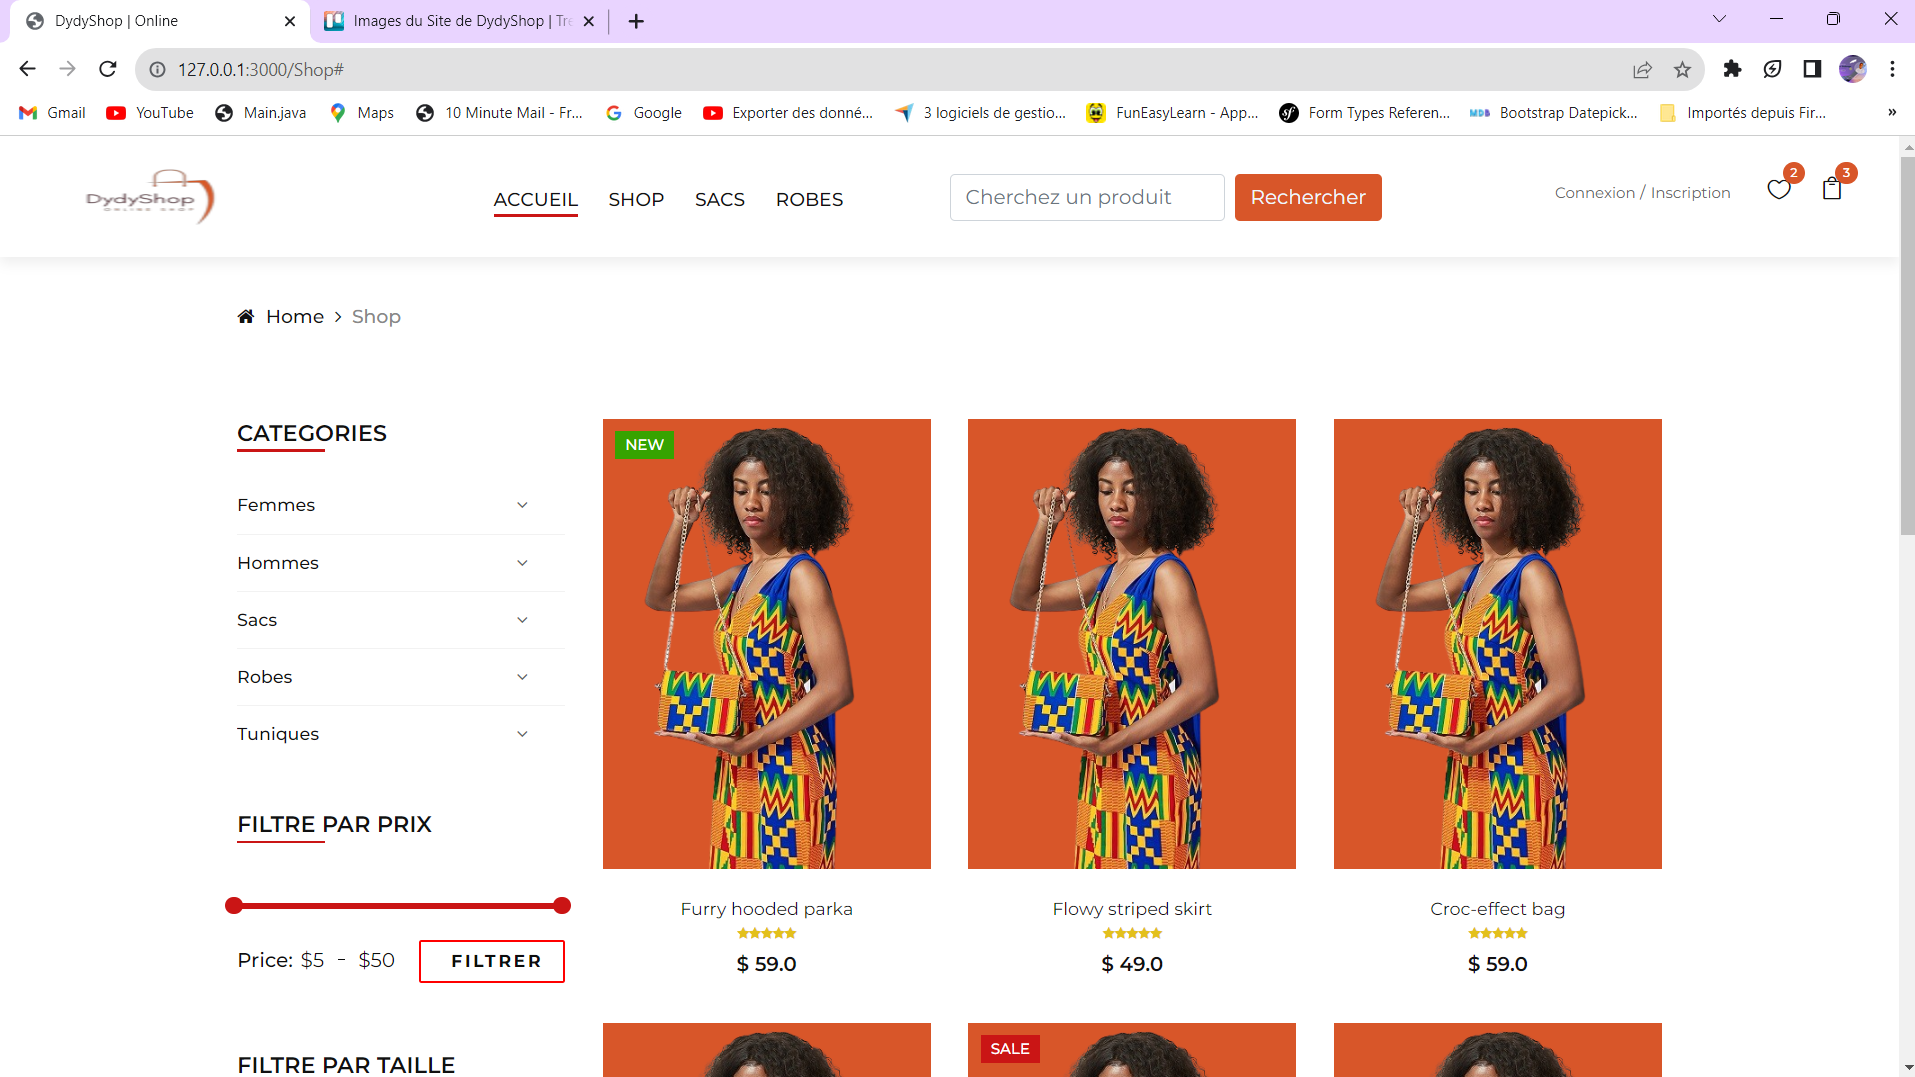 DydyShop | Online
Images du Site de DydyShop | Tr
127.0.0.1:3000/Shop#
Gmail
YouTube
Main.java
Maps
10 Minute Mail - Fr...
Google
Exporter des donné...
3 logiciels de gestio...
FunEasyLearn - App...
Form Types Referen...
MDB
Bootstrap Datepick...
Importés depuis Fir...
»
DydyShop
ONLINE SHOP
ACCUEIL
SHOP
SACS
ROBES
Cherchez un produit
Rechercher
Connexion / Inscription
2
3
Home > Shop
CATEGORIES
Femmes
Hommes
Sacs
Robes
Tuniques
FILTRE PAR PRIX
Price: $5 - $50
FILTRER
FILTRE PAR TAILLE
NEW
Furry hooded parka
$ 59.0
Flowy striped skirt
$ 49.0
Croc-effect bag
$ 59.0
SALE